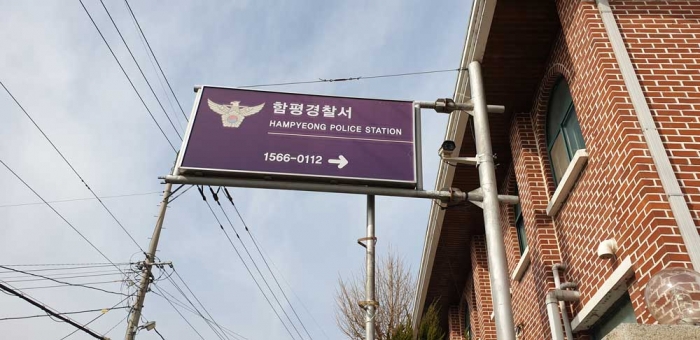 함평경찰서
HAMPYEONG POLICE STATION
1566-0112 →